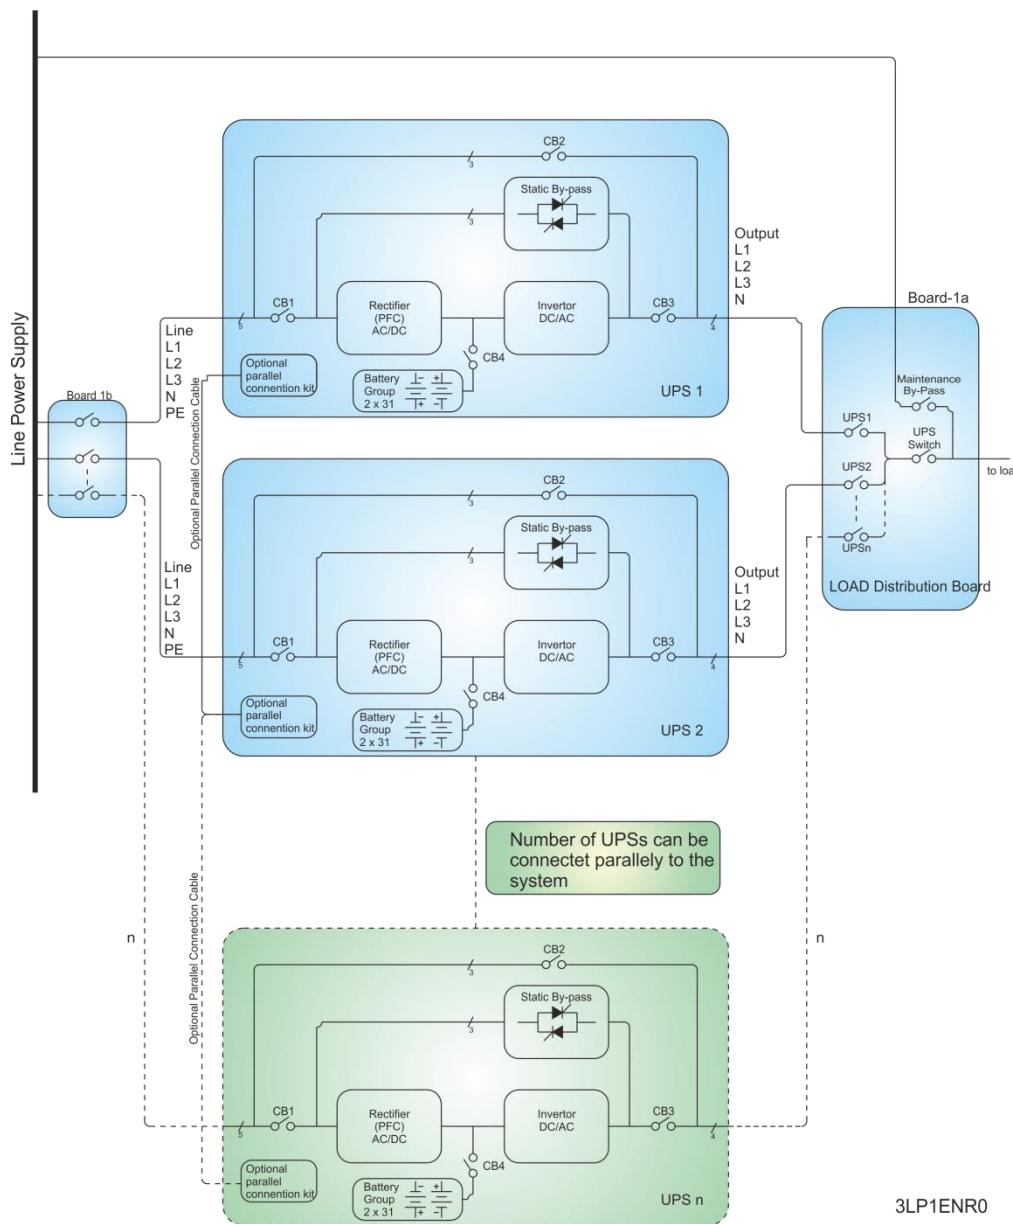 Line Power Supply
CB2
3
Static By-pass
3
Output
L1
L2
L3
N
CB1
5
Rectifier
(PFC)
AC/DC
Invertor
DC/AC
CB3
4
Board-1a
Line
L1
L2
L3
N
PE
Optional
parallel
connection kit
CB4
Battery
Group
2 x 31
UPS 1
Board 1b
Optional Parallel Connection Cable
Maintenance
By-Pass
UPS1
UPS
Switch
UPS2
to loa
UPSn
LOAD Distribution Board
CB2
3
Static By-pass
3
Line
L1
L2
L3
N
PE
Output
L1
L2
L3
N
CB1
5
Rectifier
(PFC)
AC/DC
Invertor
DC/AC
CB3
4
Optional
parallel
connection kit
CB4
Battery
Group
2 x 31
UPS 2
Number of UPSs can be
connectet parallely to the
system
n
Optional Parallel Connection Cable
n
CB2
3
Static By-pass
3
CB1
5
Rectifier
(PFC)
AC/DC
Invertor
DC/AC
CB3
4
Optional
parallel
connection kit
CB4
Battery
Group
2 x 31
UPS n
3LP1ENR0